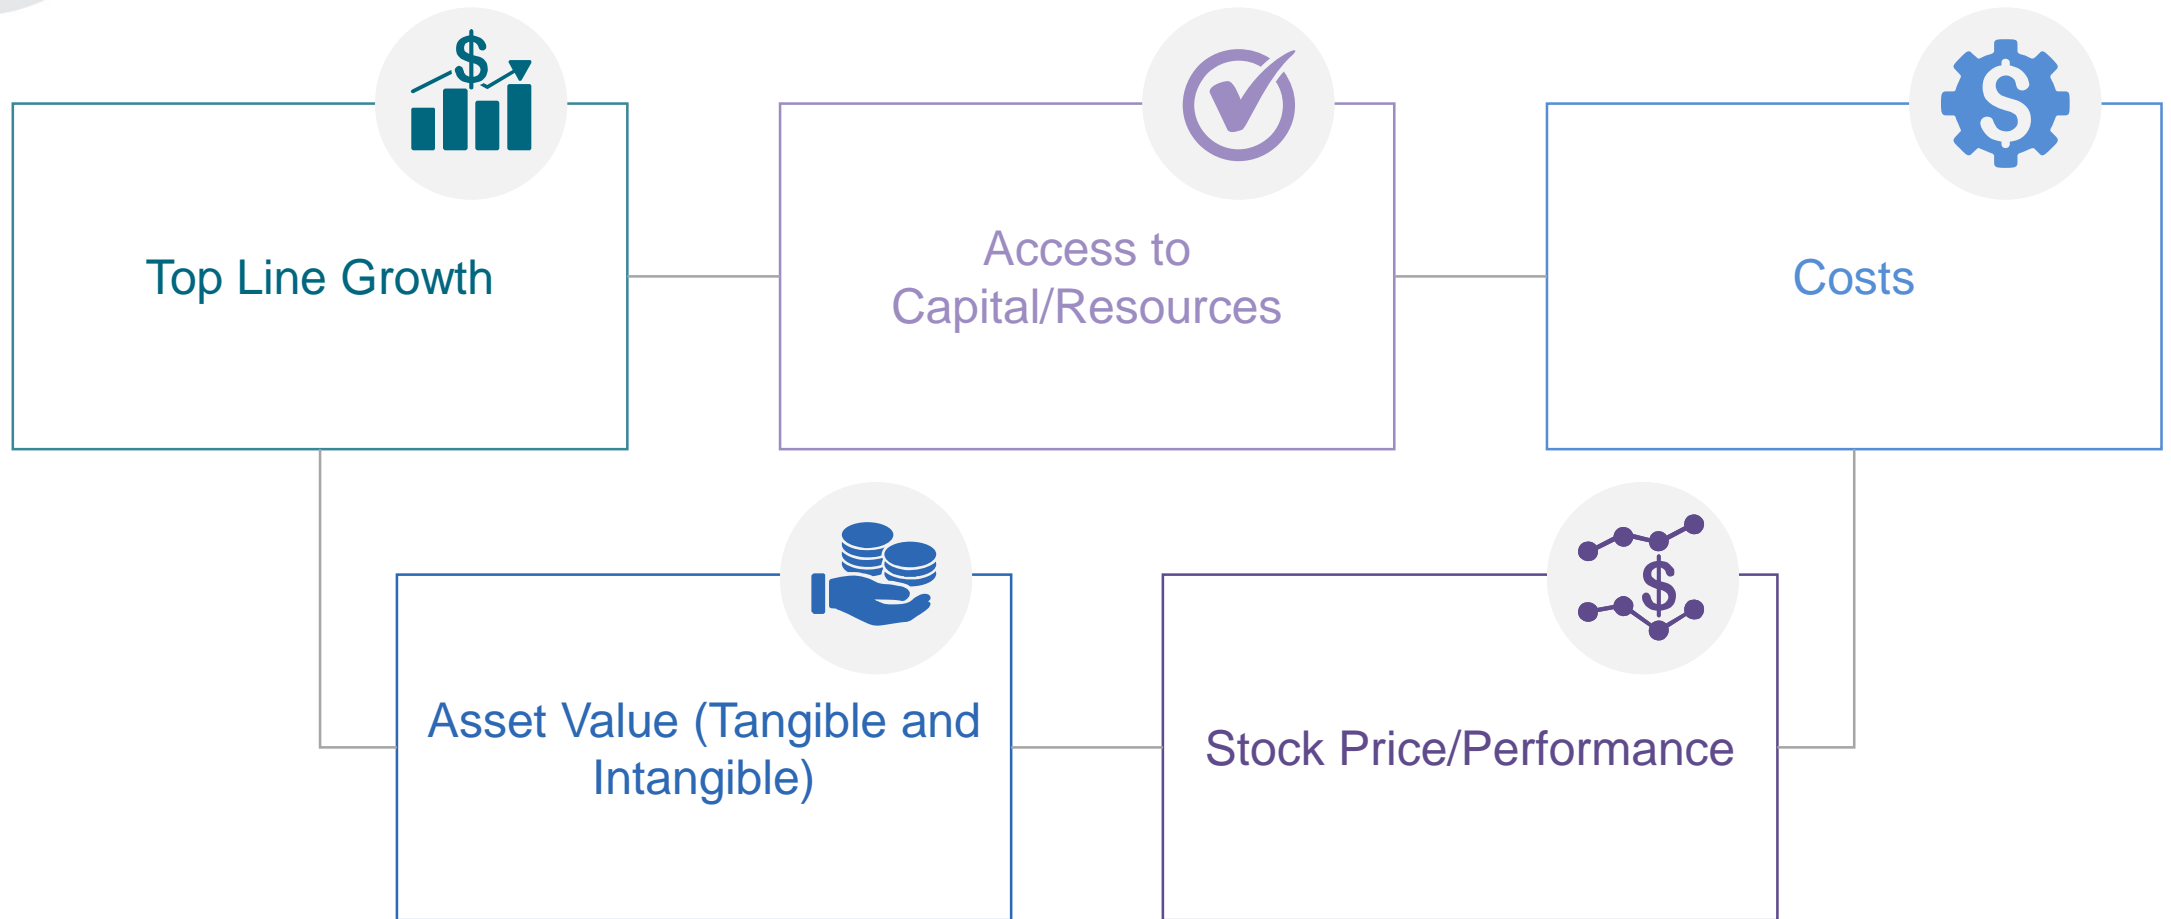 Top Line Growth
Access to
Capital/Resources
Costs
Asset Value (Tangible and
Intangible)
Stock Price/Performance